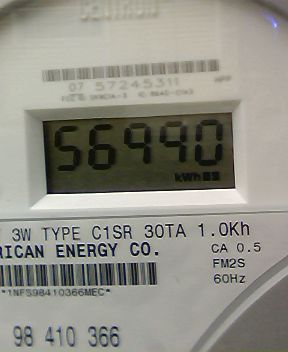 CENTRON
07 57245311
56990
kWh
3W TYPE C1SR 30TA 1.0Kh
RICAN ENERGY CO.
CA 0.5
FM2S
60Hz
*1NFS98410366MEC*
98 410 366